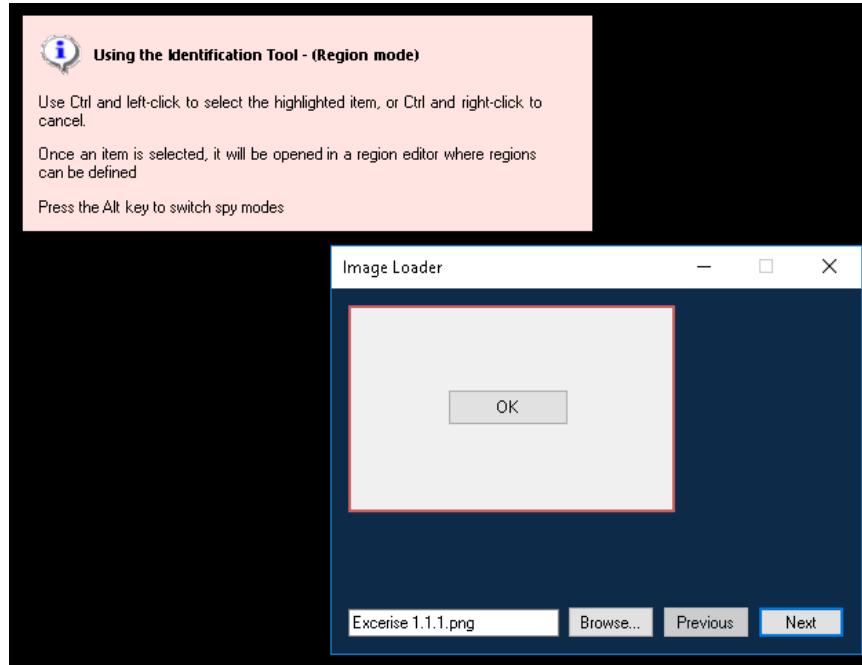 Using the Identification Tool - (Region mode)
Use Ctrl and left-click to select the highlighted item, or Ctrl and right-click to
cancel.
Once an item is selected, it will be opened in a region editor where regions
can be defined
Press the Alt key to switch spy modes
Image Loader
OK
Excerise 1.1.1.png Browse... Previous Next